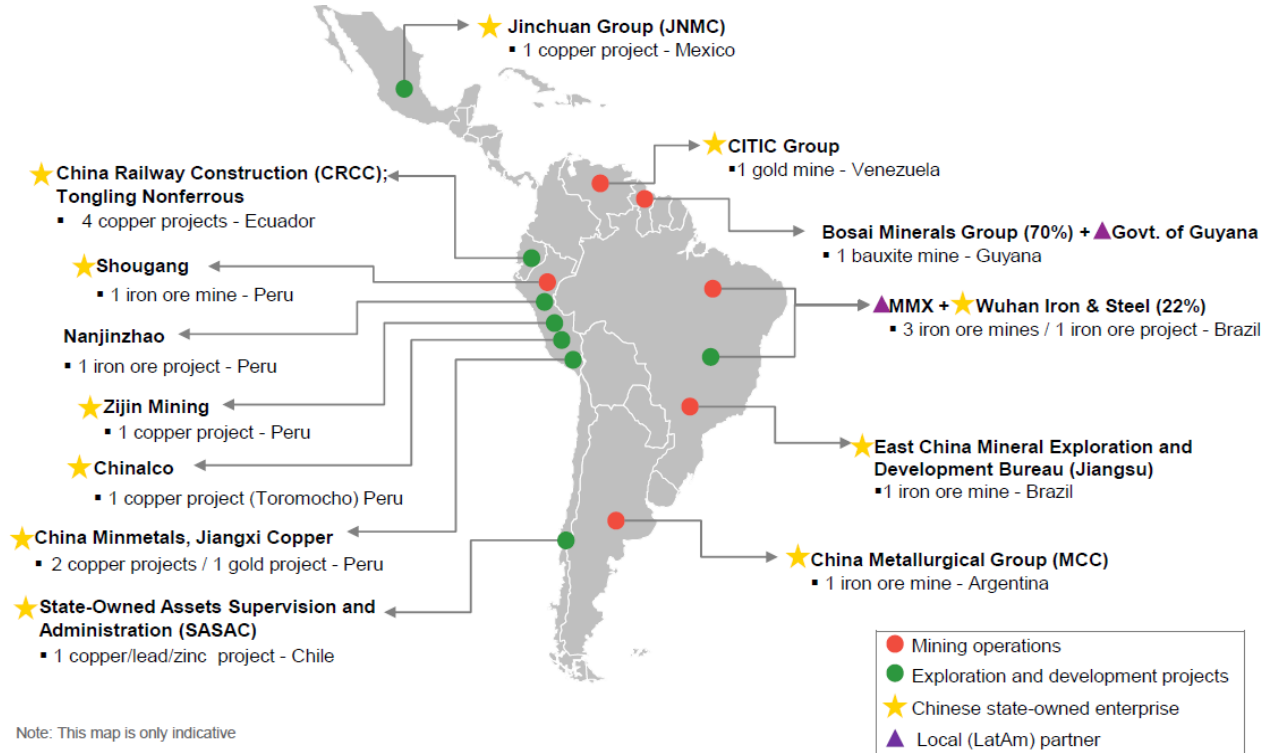 Jinchuan Group (JNMC)
▪ 1 copper project - Mexico
CITIC Group
▪1 gold mine - Venezuela
China Railway Construction (CRCC);
Tongling Nonferrous
▪ 4 copper projects - Ecuador
Bosai Minerals Group (70%) + Govt. of Guyana
▪ 1 bauxite mine - Guyana
Shougang
▪ 1 iron ore mine - Peru
MMX + Wuhan Iron & Steel (22%)
▪ 3 iron ore mines / 1 iron ore project - Brazil
Nanjinzhao
▪ 1 iron ore project - Peru
Zijin Mining
▪ 1 copper project - Peru
East China Mineral Exploration and
Development Bureau (Jiangsu)
▪1 iron ore mine - Brazil
Chinalco
▪ 1 copper project (Toromocho) Peru
China Minmetals, Jiangxi Copper
▪ 2 copper projects / 1 gold project - Peru
China Metallurgical Group (MCC)
▪ 1 iron ore mine - Argentina
State-Owned Assets Supervision and
Administration (SASAC)
▪ 1 copper/lead/zinc project - Chile
Mining operations
Exploration and development projects
Chinese state-owned enterprise
Local (LatAm) partner
Note: This map is only indicative